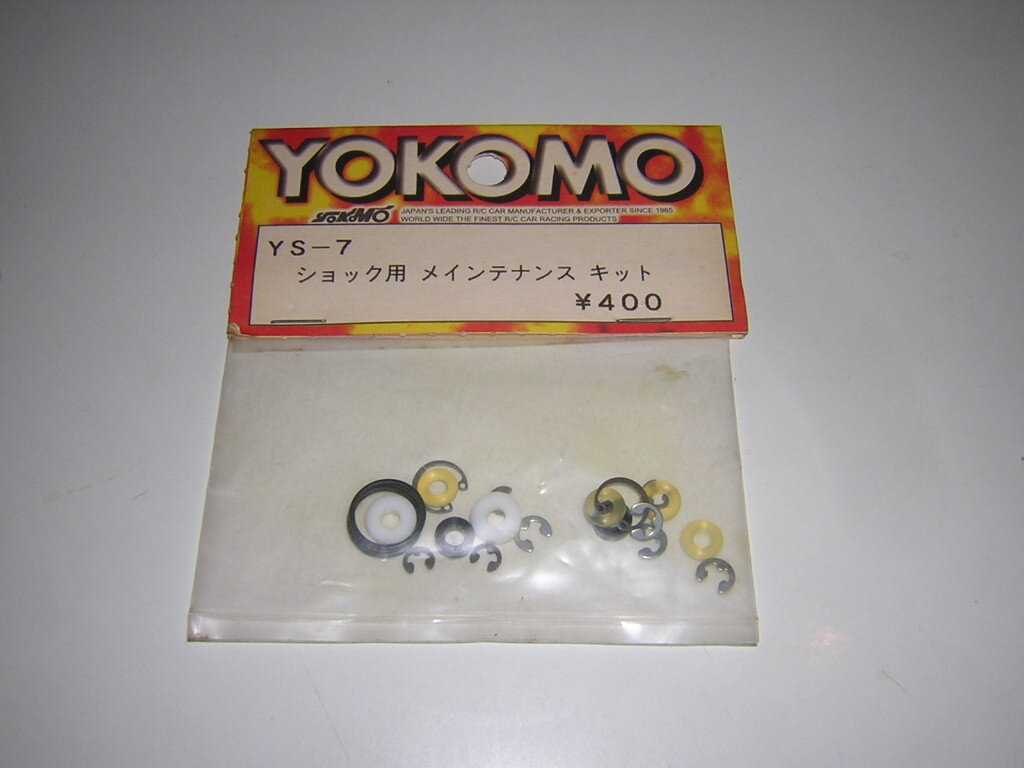 YOKOMO
YOKOMO JAPAN'S LEADING R/C CAR MANUFACTURER & EXPORTER SINCE 1965
WORLD WIDE THE FINEST R/C CAR RACING PRODUCTS
YS-7
ショック用 メインテナンス キット
¥400